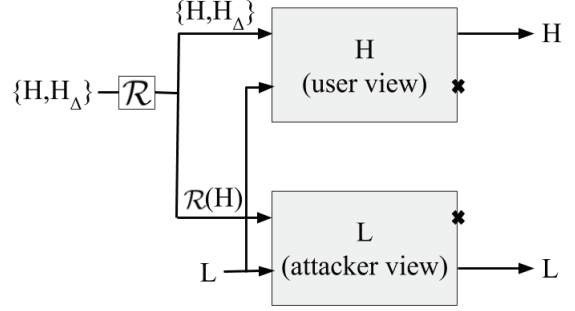 {H,H_Δ}
H
(user view)
H
{H,H_Δ}
ℛ
ℛ(H)
L
(attacker view)
L
L